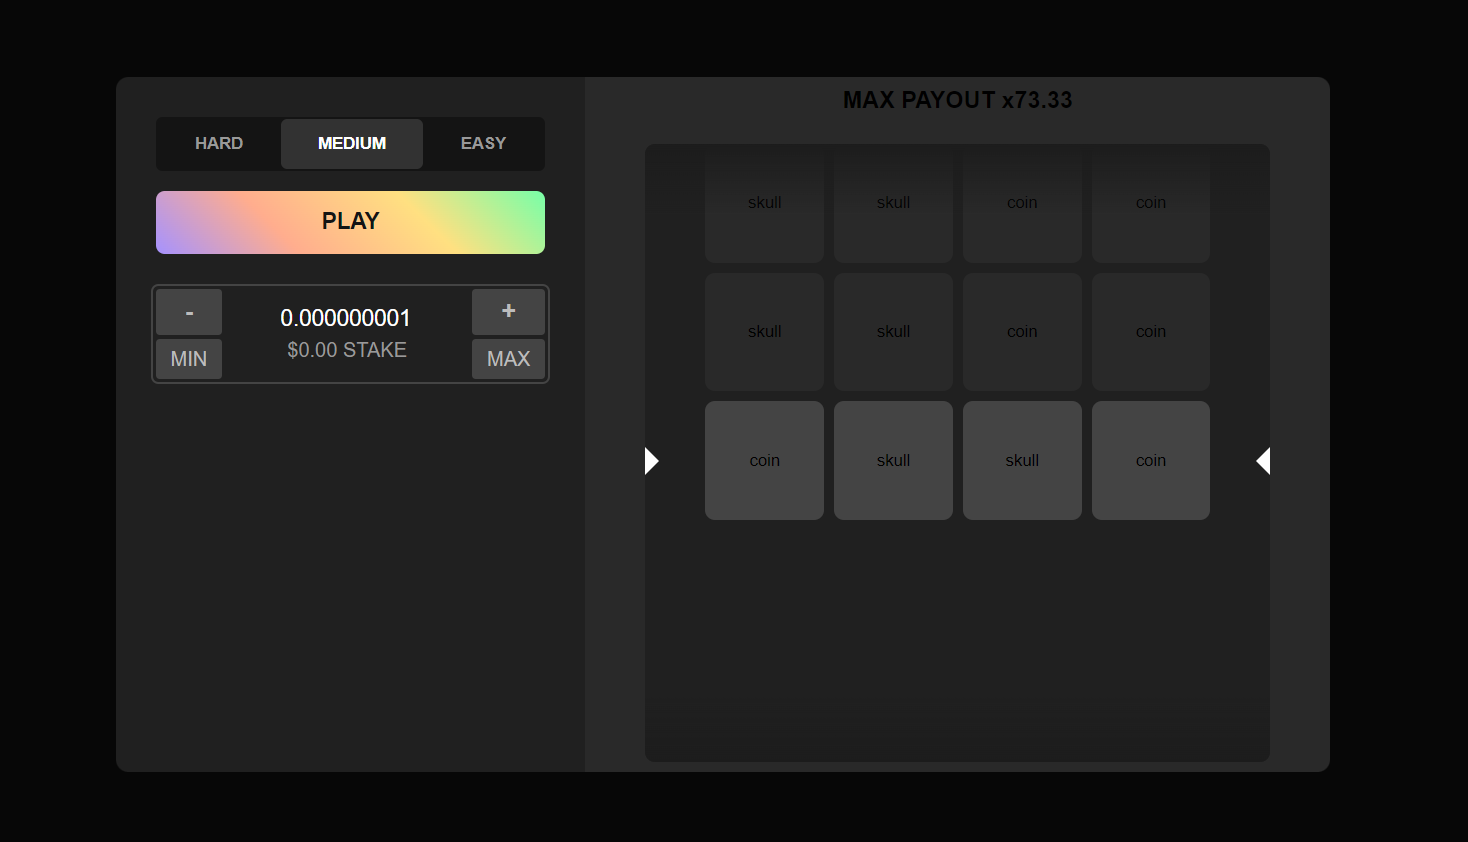 HARD MEDIUM EASY
PLAY
- 0.000000001 +
MIN $0.00 STAKE MAX
MAX PAYOUT x73.33
skull skull coin coin
skull skull coin coin
coin skull skull coin